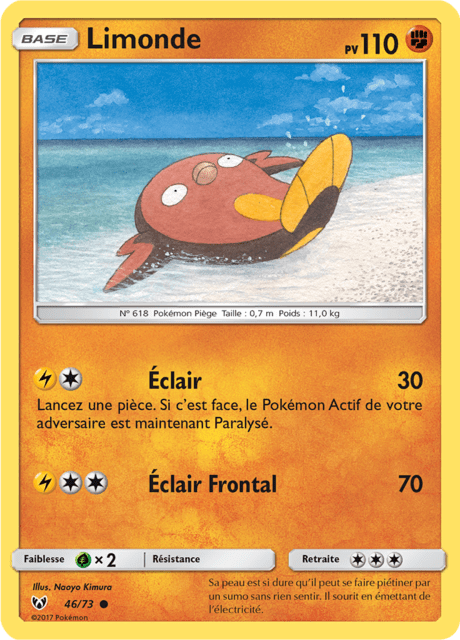 BASE Limonde PV 110
N° 618 Pokémon Piège Taille : 0,7 m Poids : 11,0 kg
Éclair 30
Lancez une pièce. Si c'est face, le Pokémon Actif de votre
adversaire est maintenant Paralysé.
Éclair Frontal 70
Faiblesse ×2 Résistance Retraite
Illus. Naoyo Kimura
46/73
©2017 Pokémon
Sa peau est si dure qu'il peut se faire piétiner par
un sumo sans rien sentir. Il sourit en émettant de
l'électricité.